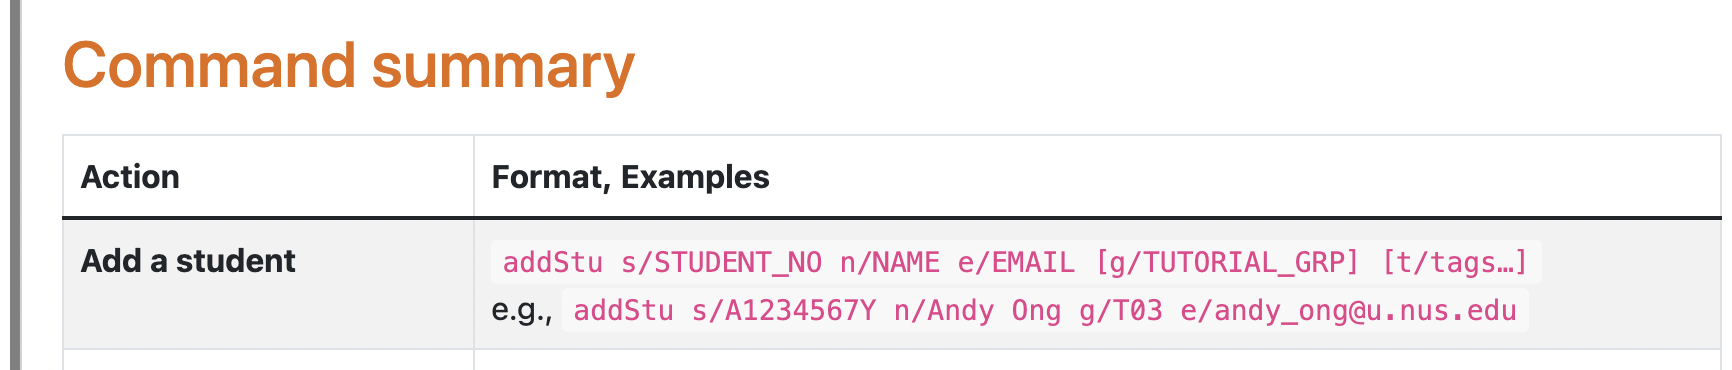 Command summary
Action Format, Examples
Add a student addStu s/STUDENT_NO n/NAME e/EMAIL [g/TUTORIAL_GRP] [t/tags…]
e.g., addStu s/A1234567Y n/Andy Ong g/T03 e/andy_ong@u.nus.edu